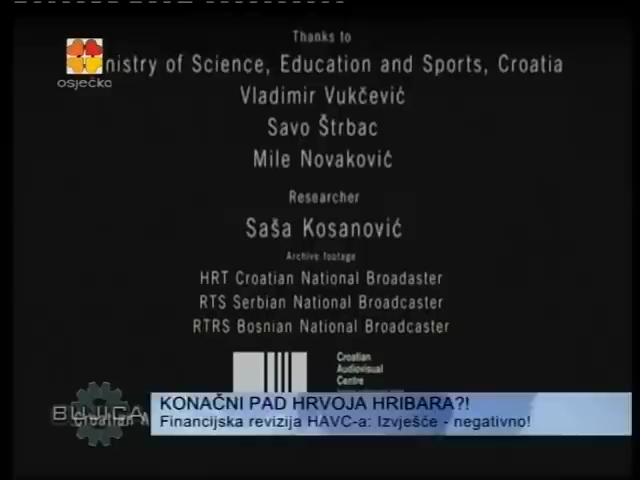 Thanks to
nistry of Science, Education and Sports, Croatia
osječka
Vladimir Vukčević
Savo Štrbac
Mile Novaković
Researcher
Saša Kosanović
Archive footage
HRT Croatian National Broadaster
RTS Serbian National Broadcaster
RTRS Bosnian National Broadcaster
Croatian
Audiovisual
Centre
BUJICA
Croatian A
KONAČNI PAD HRVOJA HRIBARA?!
Financijska revizija HAVC-a: Izvješće - negativno!